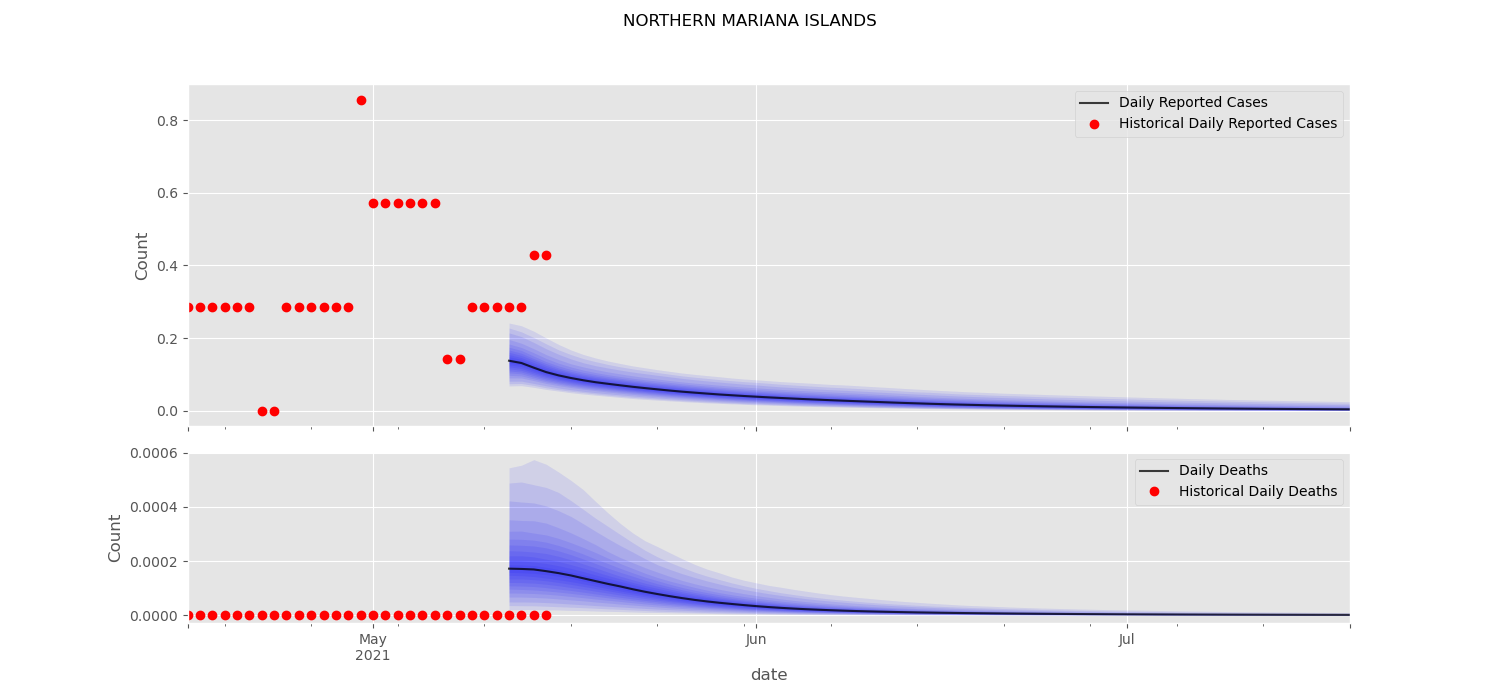 NORTHERN MARIANA ISLANDS
Daily Reported Cases
Historical Daily Reported Cases
Count
0.8
0.6
0.4
0.2
0.0
Daily Deaths
Historical Daily Deaths
Count
0.0006
0.0004
0.0002
0.0000
May
2021
Jun
Jul
date